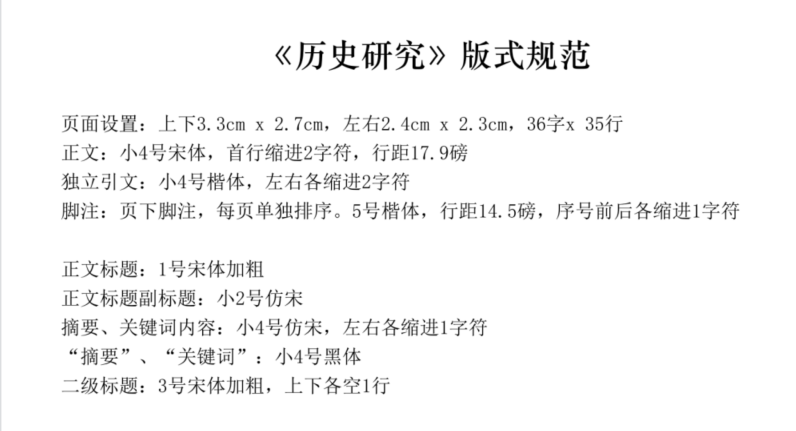 《历史研究》版式规范
页面设置：上下3.3cm x 2.7cm，左右2.4cm x 2.3cm，36字x 35行
正文：小4号宋体，首行缩进2字符，行距17.9磅
独立引文：小4号楷体，左右各缩进2字符
脚注：页下脚注，每页单独排序。5号楷体，行距14.5磅，序号前后各缩进1字符
正文标题：1号宋体加粗
正文标题副标题：小2号仿宋
摘要、关键词内容：小4号仿宋，左右各缩进1字符
“摘要”、“关键词”：小4号黑体
二级标题：3号宋体加粗，上下各空1行